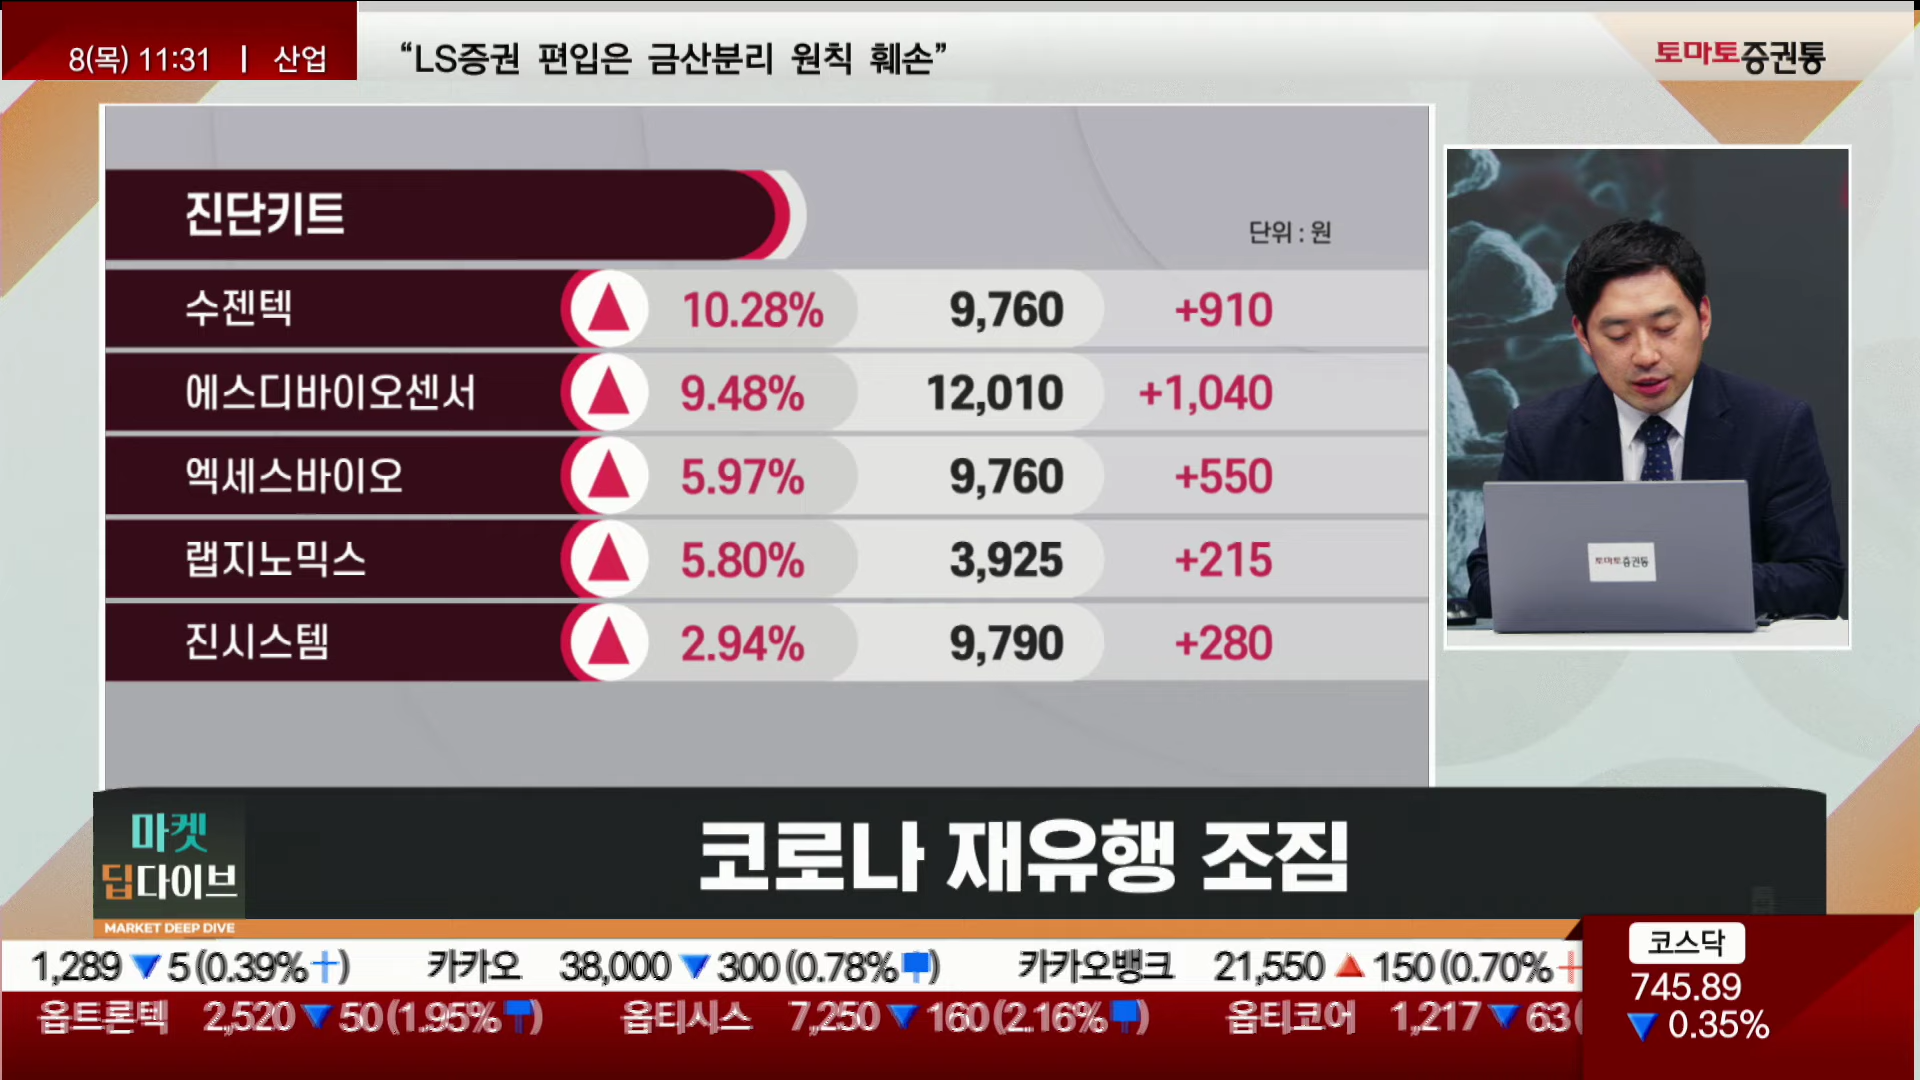 8(목) 11:31 | 산업 “LS증권 편입은 금산분리 원칙 훼손” 토마토증권통
진단키트
단위 : 원
수젠텍 ▲ 10.28% 9,760 +910
에스디바이오센서 ▲ 9.48% 12,010 +1,040
엑세스바이오 ▲ 5.97% 9,760 +550
랩지노믹스 ▲ 5.80% 3,925 +215
진시스템 ▲ 2.94% 9,790 +280
토마토증권통
마켓
딥다이브
MARKET DEEP DIVE
코로나 재유행 조짐
1,289 ▼ 5(0.39%) 카카오 38,000 ▼ 300(0.78%) 카카오뱅크 21,550 ▲ 150(0.70%
옵트론텍 2,520 ▼ 50(1.95%) 옵티시스 7,250 ▼ 160(2.16%) 옵티코어 1,217 ▼ 63(
코스닥
745.89
▼ 0.35%